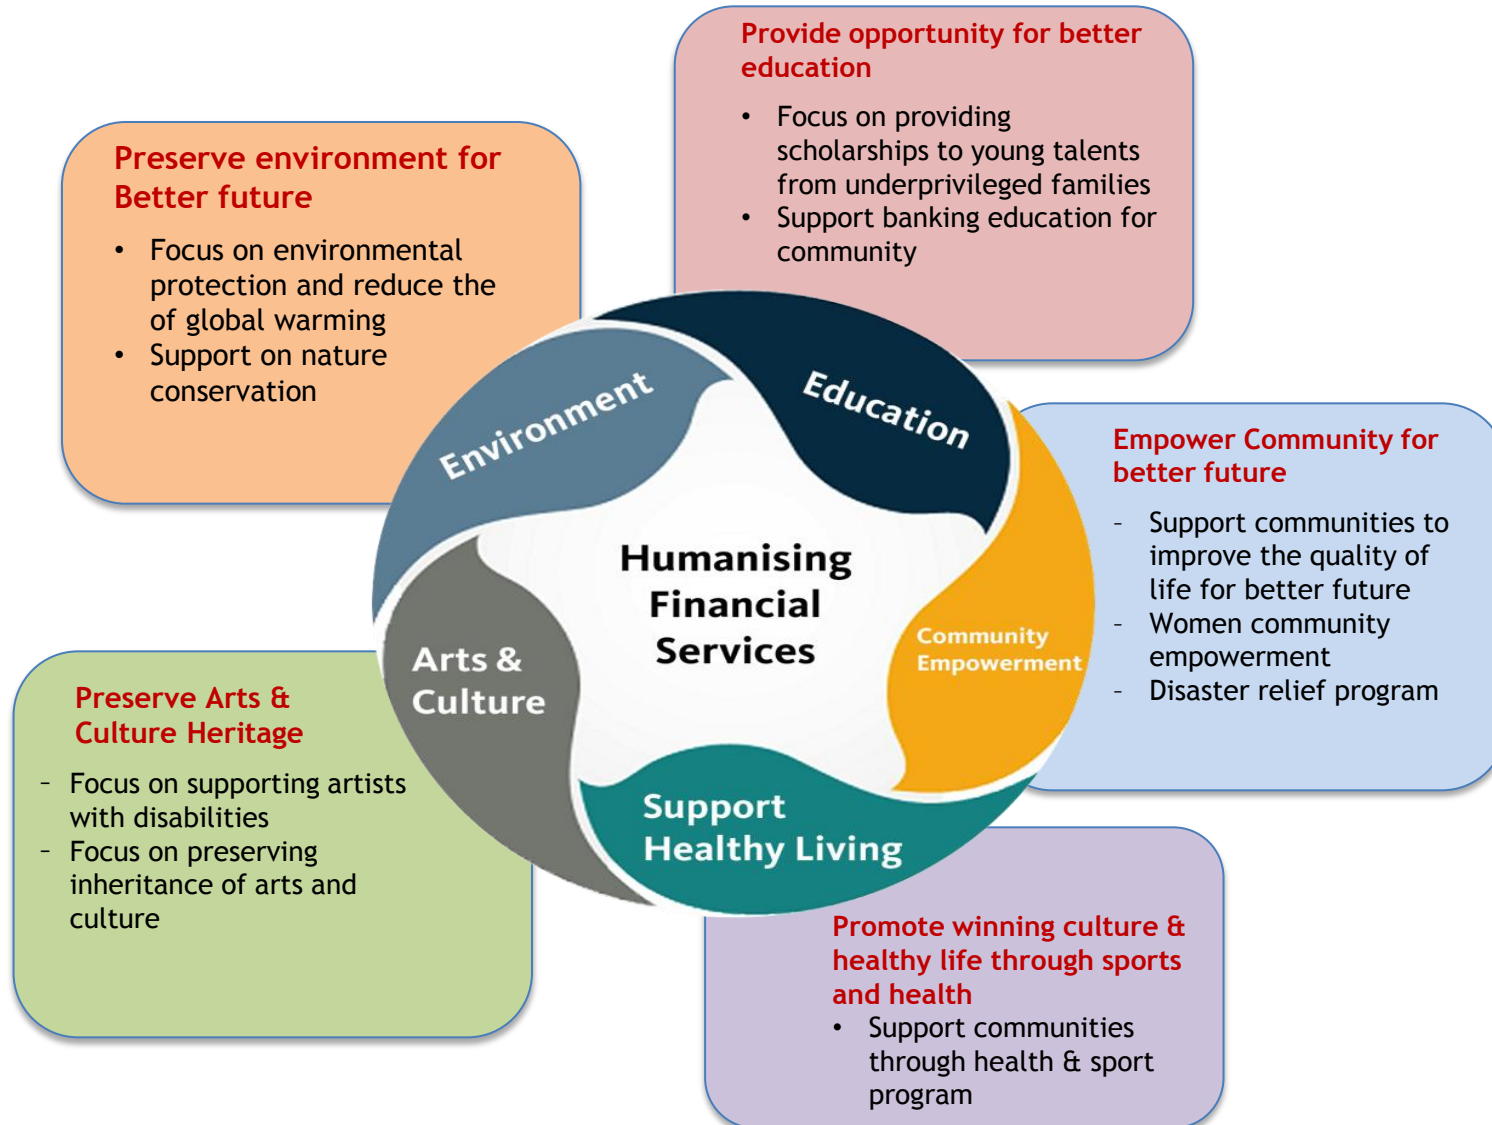 Provide opportunity for better
education
• Focus on providing
scholarships to young talents
from underprivileged families
• Support banking education for
community
Preserve environment for
Better future
• Focus on environmental
protection and reduce the
of global warming
• Support on nature
conservation
Environment
Education
Empower Community for
better future
– Support communities to
improve the quality of
life for better future
– Women community
empowerment
– Disaster relief program
Humanising
Financial
Services
Community
Empowerment
Arts &
Culture
Preserve Arts &
Culture Heritage
– Focus on supporting artists
with disabilities
– Focus on preserving
inheritance of arts and
culture
Support
Healthy Living
Promote winning culture &
healthy life through sports
and health
• Support communities
through health & sport
program